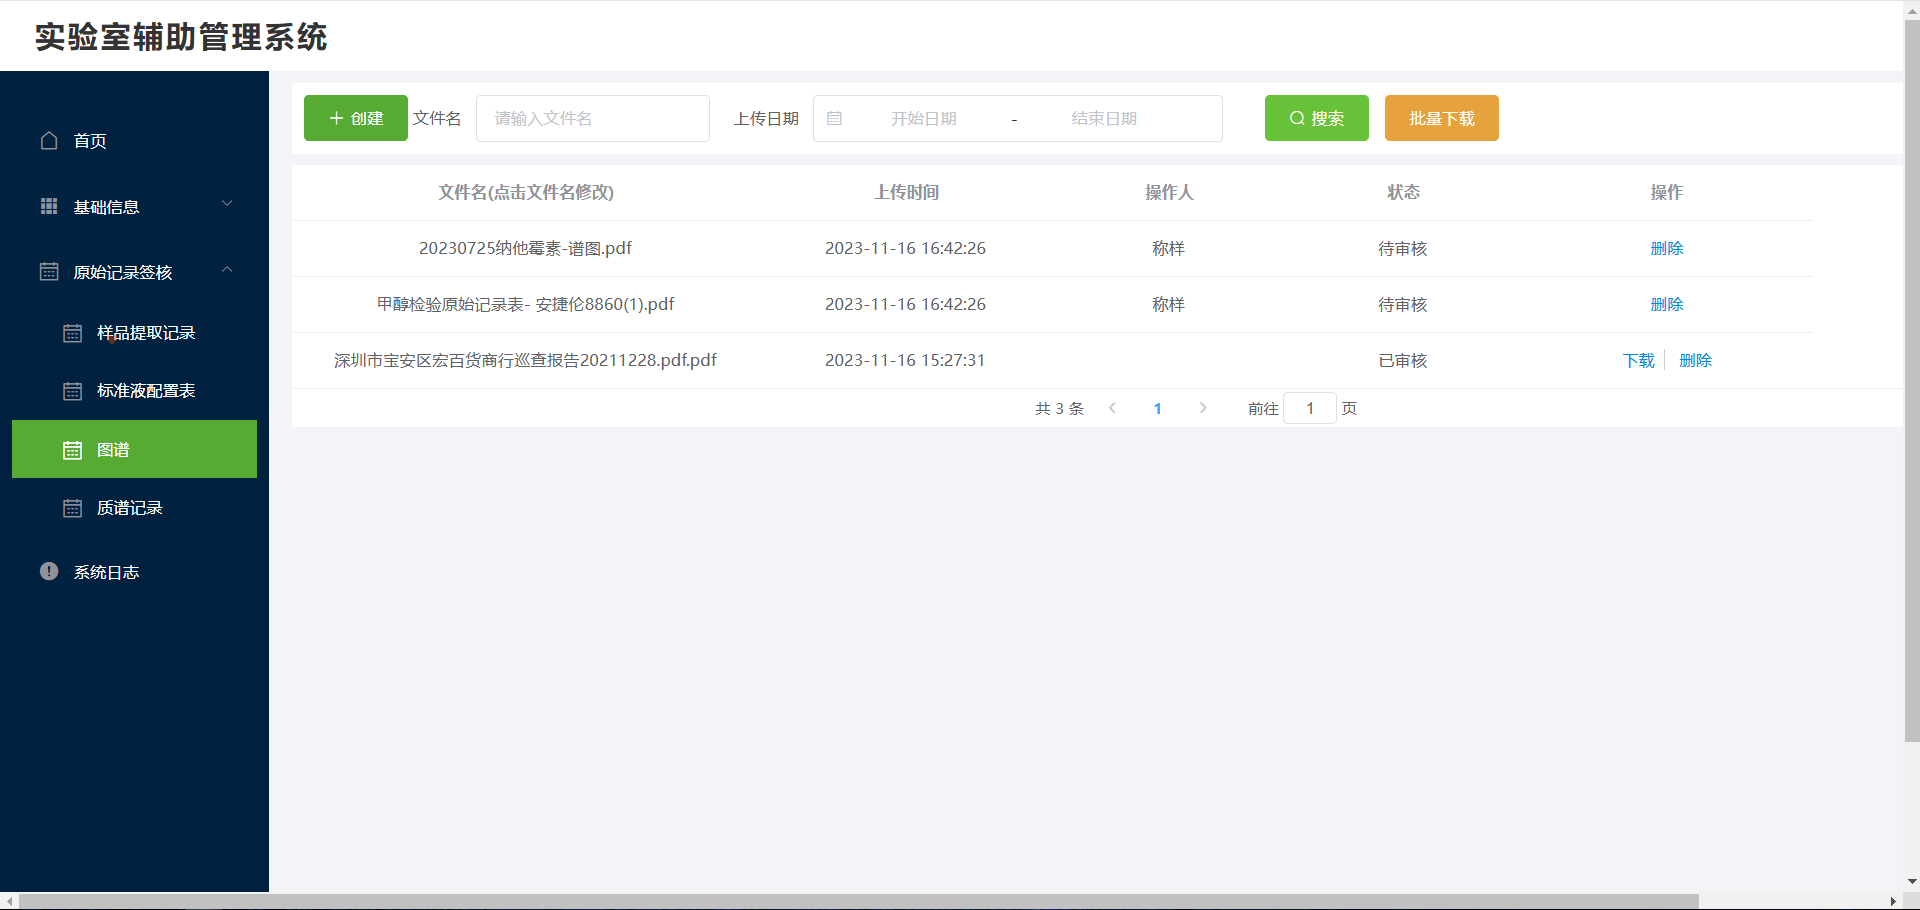 实验室辅助管理系统
首页
基础信息
原始记录签核
样品提取记录
标准液配置表
图谱
质谱记录
系统日志
创建 文件名 请输入文件名 上传日期 开始日期 - 结束日期 搜索 批量下载
文件名(点击文件名修改) 上传时间 操作人 状态 操作
20230725纳他霉素-谱图.pdf 2023-11-16 16:42:26 称样 待审核 删除
甲醇检验原始记录表- 安捷伦8860(1).pdf 2023-11-16 16:42:26 称样 待审核 删除
深圳市宝安区宏百货商行巡查报告20211228.pdf.pdf 2023-11-16 15:27:31 已审核 下载 删除
共 3 条 1 前往 1 页